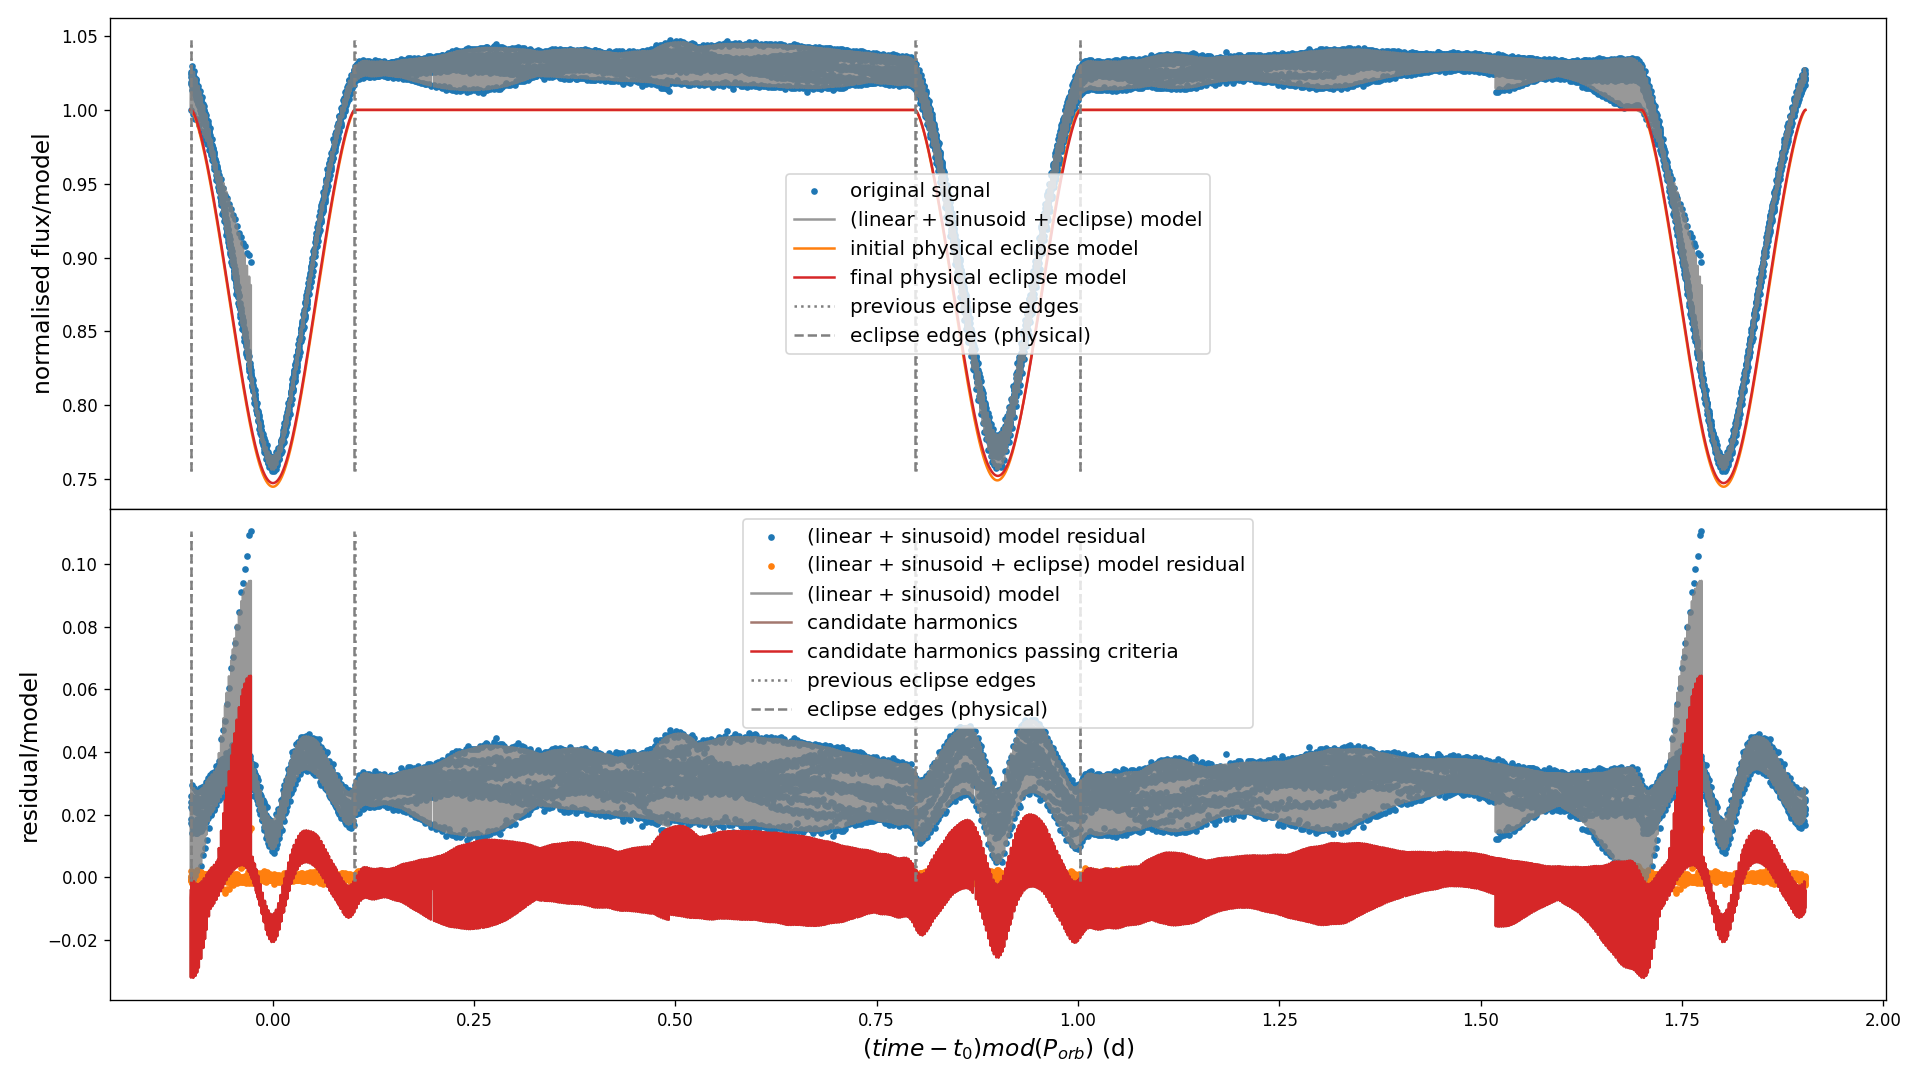 1.05
1.00
0.95
0.90
0.85
0.80
0.75
normalised flux/model
original signal
(linear + sinusoid + eclipse) model
initial physical eclipse model
final physical eclipse model
previous eclipse edges
eclipse edges (physical)
0.10
0.08
0.06
0.04
0.02
0.00
−0.02
residual/model
(linear + sinusoid) model residual
(linear + sinusoid + eclipse) model residual
(linear + sinusoid) model
candidate harmonics
candidate harmonics passing criteria
previous eclipse edges
eclipse edges (physical)
0.00 0.25 0.50 0.75 1.00 1.25 1.50 1.75 2.00
(time − t₀)mod(P_orb) (d)